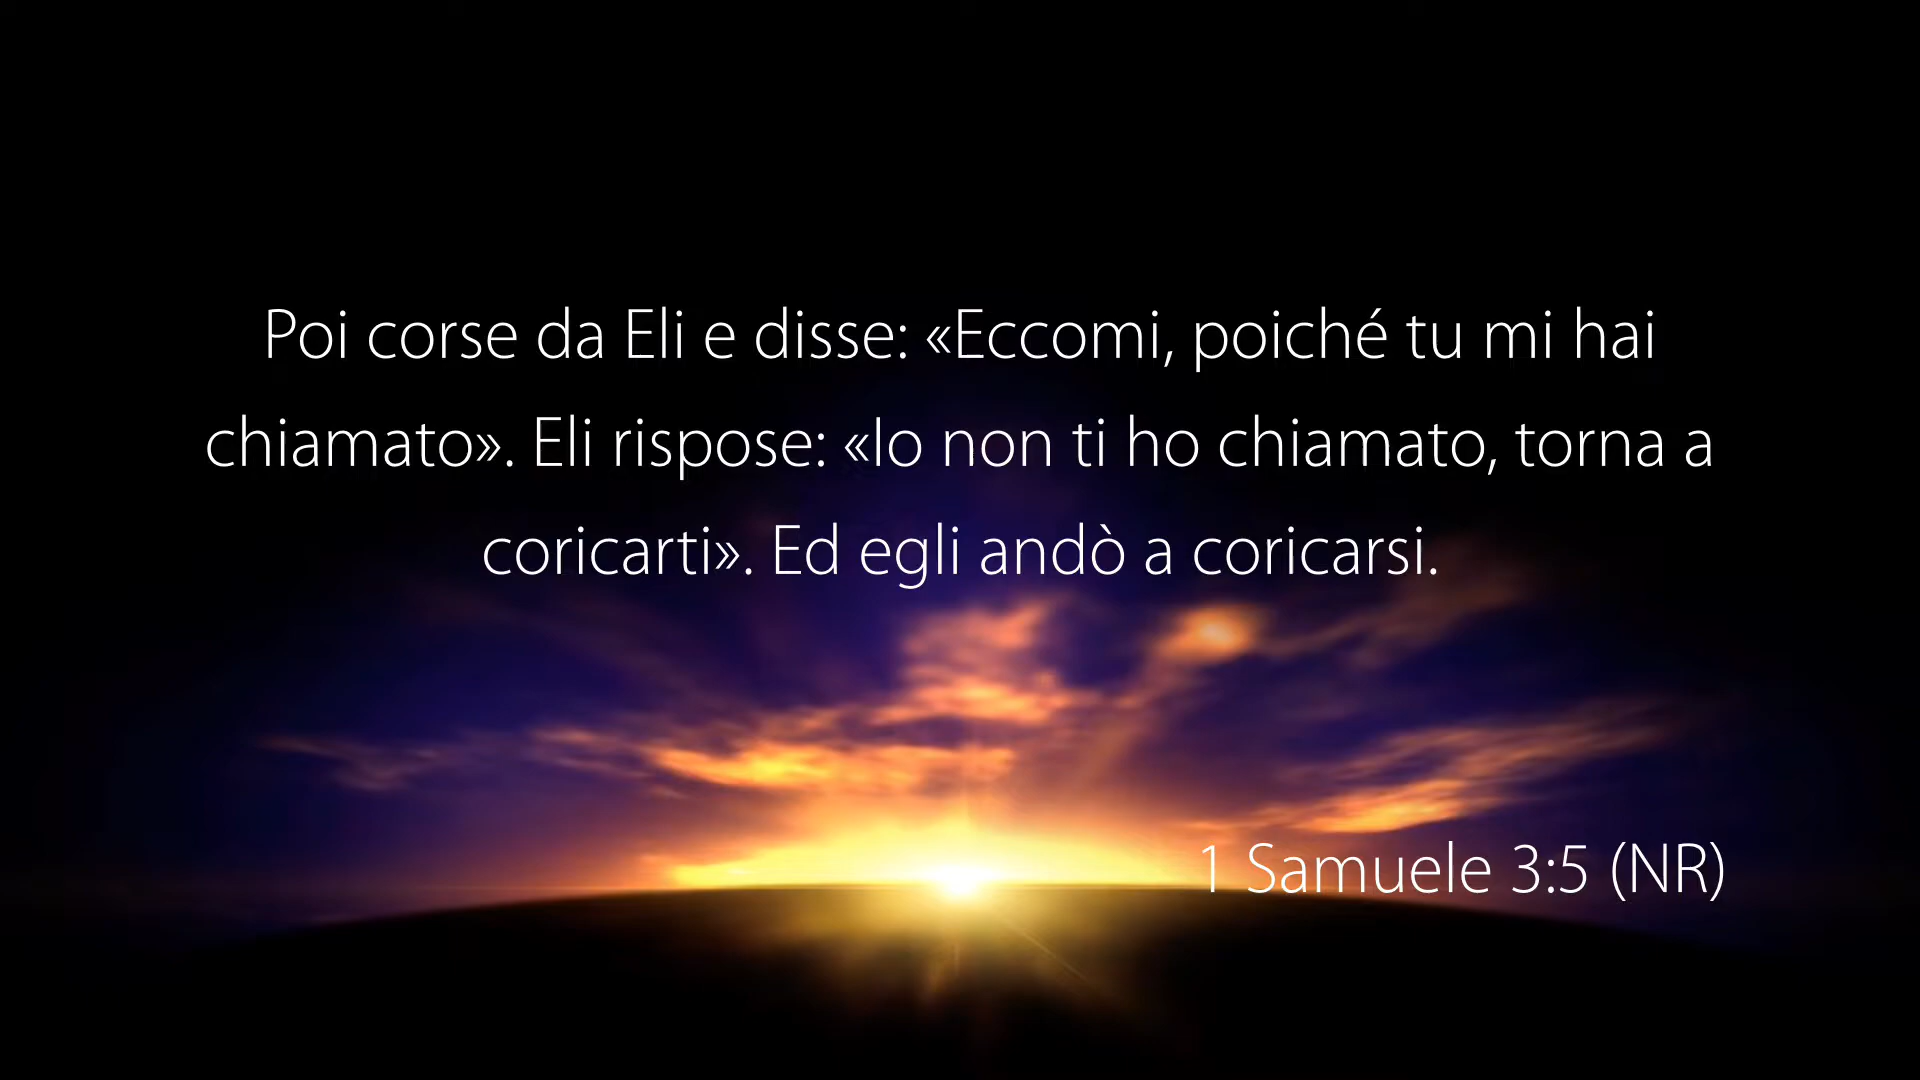 Poi corse da Eli e disse: «Eccomi, poiché tu mi hai
chiamato». Eli rispose: «Io non ti ho chiamato, torna a
coricarti». Ed egli andò a coricarsi.
1 Samuele 3:5 (NR)